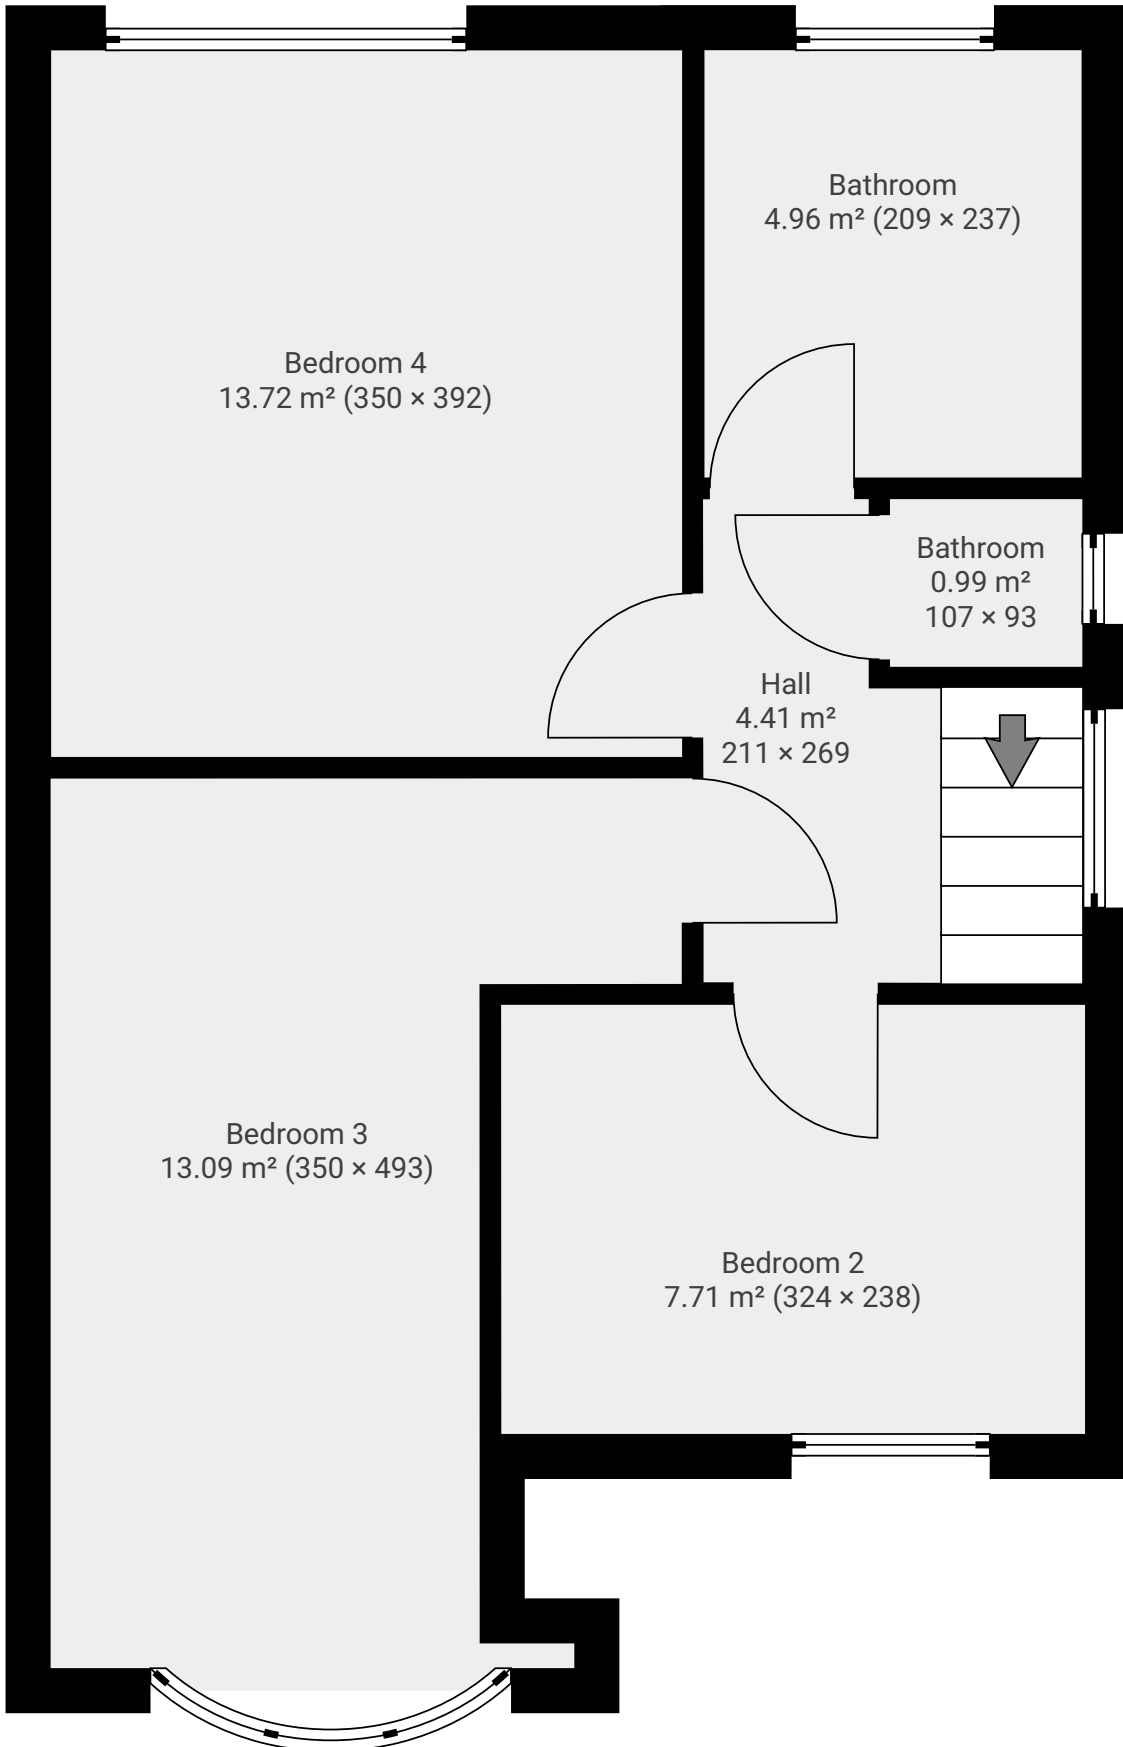 Bathroom
4.96 m² (209 × 237)
Bedroom 4
13.72 m² (350 × 392)
Bathroom
0.99 m²
107 × 93
Hall
4.41 m²
211 × 269
Bedroom 3
13.09 m² (350 × 493)
Bedroom 2
7.71 m² (324 × 238)